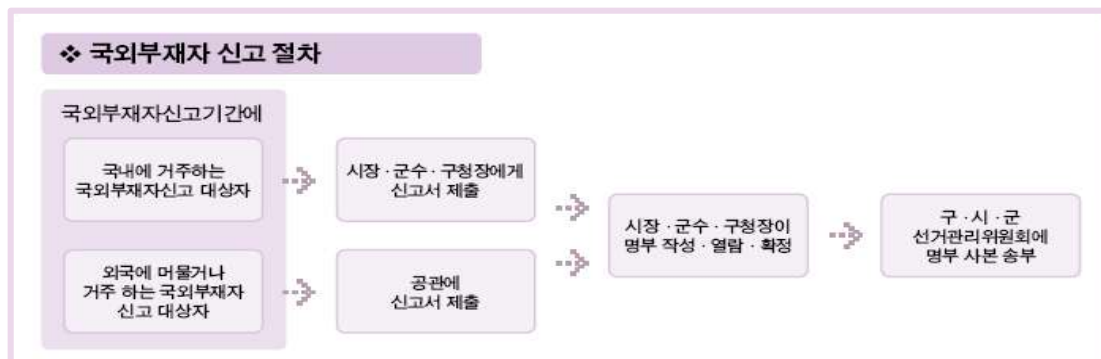 ❖ 국외부재자 신고 절차
국외부재자신고기간에
국내에 거주하는
국외부재자신고 대상자
시장 · 군수 · 구청장에게
신고서 제출
외국에 머물거나
거주 하는 국외부재자
신고 대상자
공관에
신고서 제출
시장 · 군수 · 구청장이
명부 작성 · 열람 · 확정
구 · 시 · 군
선거관리위원회에
명부 사본 송부